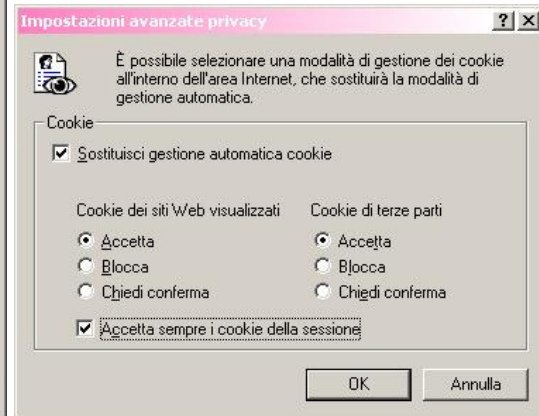 Impostazioni avanzate privacy
È possibile selezionare una modalità di gestione dei cookie
all'interno dell'area Internet, che sostituirà la modalità di
gestione automatica.
Cookie
Sostituisci gestione automatica cookie
Cookie dei siti Web visualizzati
Cookie di terze parti
Accetta
Accetta
Blocca
Blocca
Chiedi conferma
Chiedi conferma
Accetta sempre i cookie della sessione
OK
Annulla